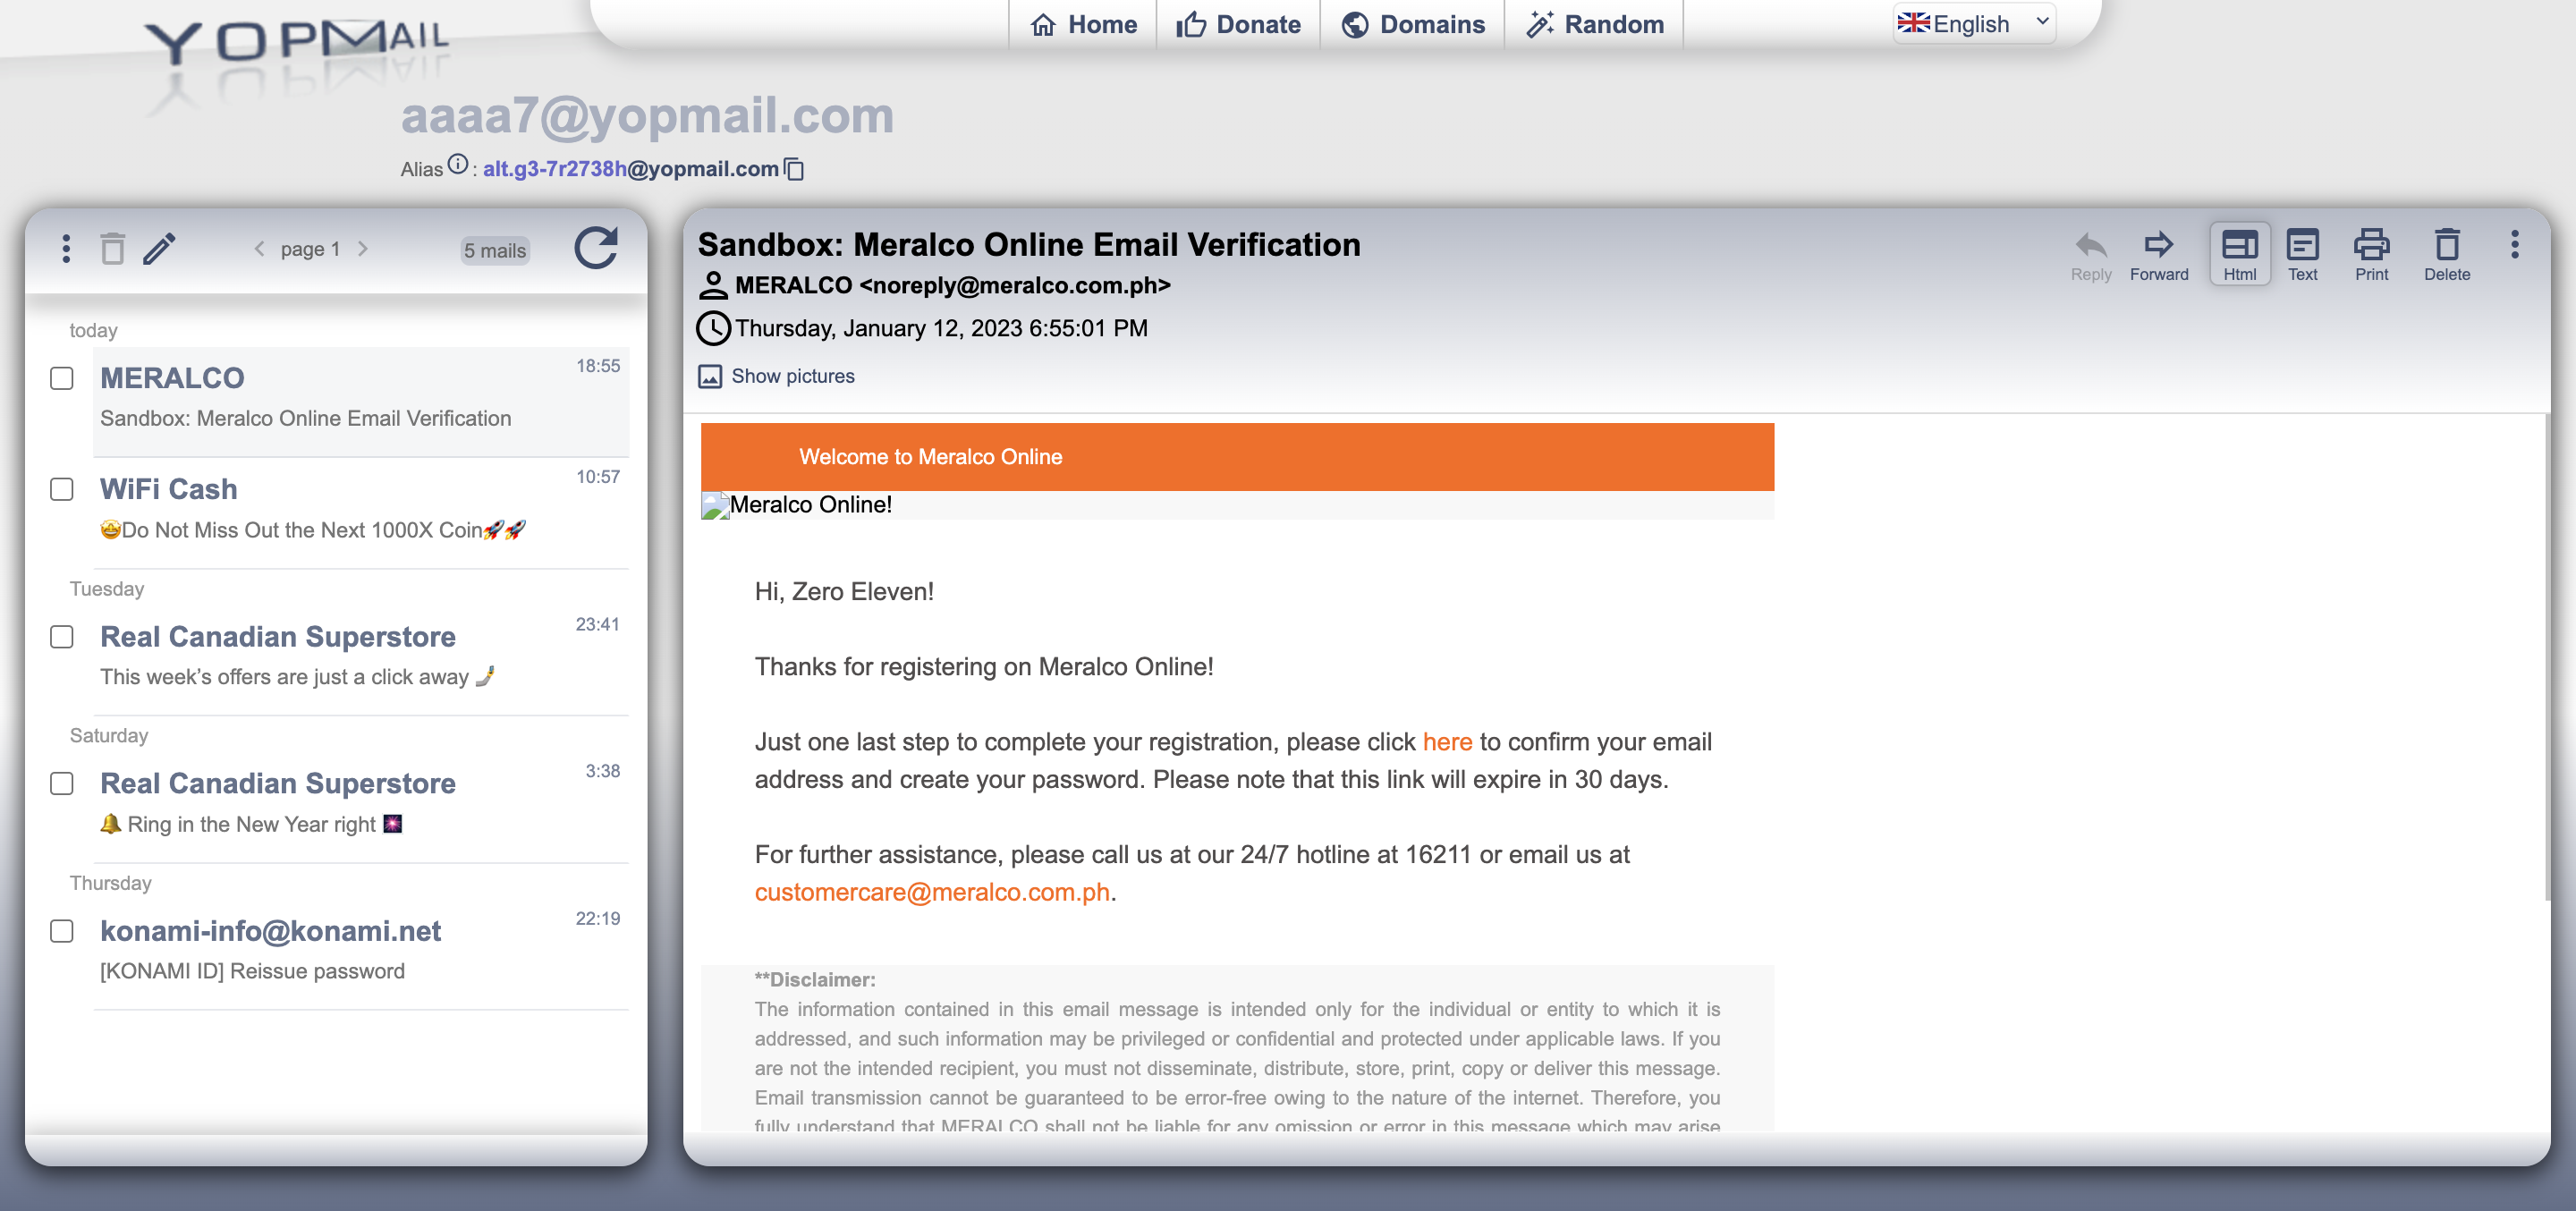 YOPMAIL
Home
Donate
Domains
Random
English
aaaa7@yopmail.com
Alias : alt.g3-7r2738h@yopmail.com
page 1
5 mails
today
MERALCO
18:55
Sandbox: Meralco Online Email Verification
WiFi Cash
10:57
🤩Do Not Miss Out the Next 1000X Coin🚀🚀
Tuesday
Real Canadian Superstore
23:41
This week’s offers are just a click away 🤳
Saturday
Real Canadian Superstore
3:38
🔔 Ring in the New Year right 🎆
Thursday
konami-info@konami.net
22:19
[KONAMI ID] Reissue password
Sandbox: Meralco Online Email Verification
MERALCO <noreply@meralco.com.ph>
Thursday, January 12, 2023 6:55:01 PM
Show pictures
Reply
Forward
Html
Text
Print
Delete
Welcome to Meralco Online
Meralco Online!
Hi, Zero Eleven!
Thanks for registering on Meralco Online!
Just one last step to complete your registration, please click here to confirm your email
address and create your password. Please note that this link will expire in 30 days.
For further assistance, please call us at our 24/7 hotline at 16211 or email us at
customercare@meralco.com.ph.
**Disclaimer:
The information contained in this email message is intended only for the individual or entity to which it is
addressed, and such information may be privileged or confidential and protected under applicable laws. If you
are not the intended recipient, you must not disseminate, distribute, store, print, copy or deliver this message.
Email transmission cannot be guaranteed to be error-free owing to the nature of the internet. Therefore, you
fully understand that MERALCO shall not be liable for any omission or error in this message which may arise